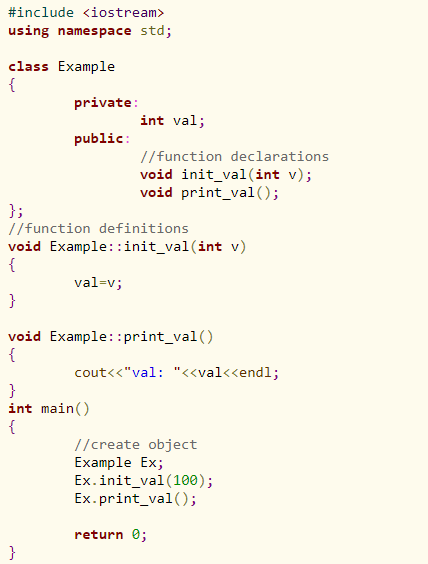 #include <iostream>
using namespace std;

class Example
{
        private:
                int val;
        public:
                //function declarations
                void init_val(int v);
                void print_val();
};
//function definitions
void Example::init_val(int v)
{
        val=v;
}

void Example::print_val()
{
        cout<<"val: "<<val<<endl;
}
int main()
{
        //create object
        Example Ex;
        Ex.init_val(100);
        Ex.print_val();

        return 0;
}